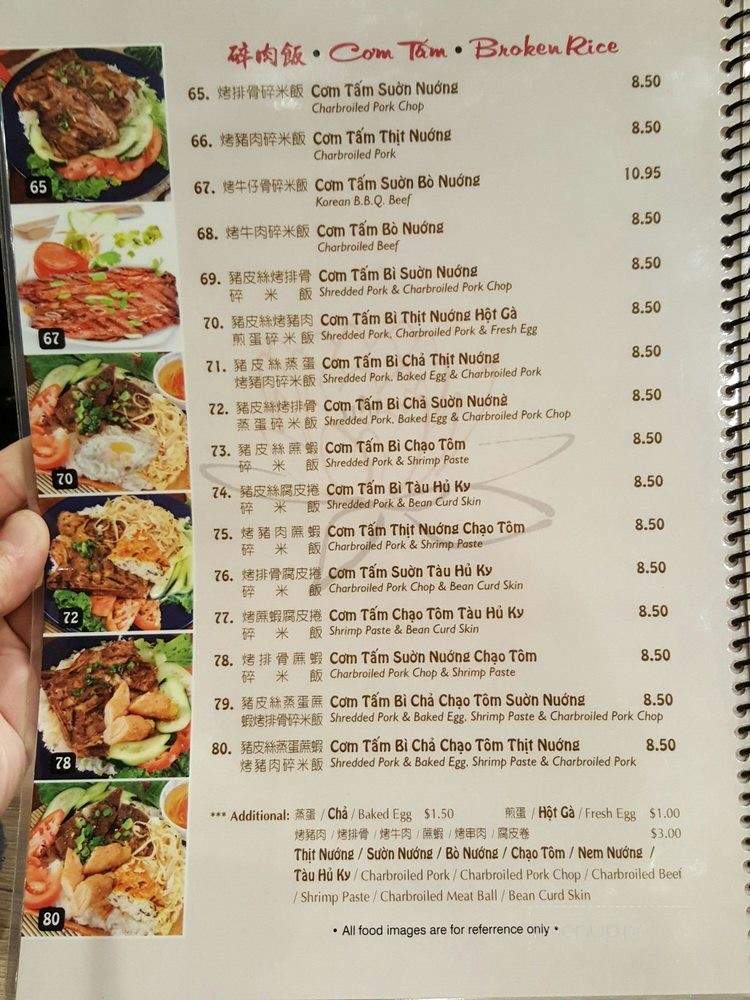 碎肉飯 • Cơm Tấm • Broken Rice
65. 烤排骨碎米飯 Cơm Tấm Sườn Nướng 8.50
Charbroiled Pork Chop
66. 烤豬肉碎米飯 Cơm Tấm Thịt Nướng 8.50
Charbroiled Pork
67. 烤牛仔骨碎米飯 Cơm Tấm Sườn Bò Nướng 10.95
Korean B.B.Q. Beef
68. 烤牛肉碎米飯 Cơm Tấm Bò Nướng 8.50
Charbroiled Beef
69. 豬皮絲烤排骨 Cơm Tấm Bì Sườn Nướng 8.50
碎米飯 Shredded Pork & Charbroiled Pork Chop
70. 豬皮絲烤豬肉 Cơm Tấm Bì Thịt Nướng Hột Gà 8.50
煎蛋碎米飯 Shredded Pork, Charbroiled Pork & Fresh Egg
71. 豬皮絲蒸蛋 Cơm Tấm Bì Chả Thịt Nướng 8.50
烤豬肉碎米飯 Shredded Pork, Baked Egg & Charbroiled Pork
72. 豬皮絲烤排骨 Cơm Tấm Bì Chả Sườn Nướng 8.50
蒸蛋碎米飯 Shredded Pork, Baked Egg & Charbroiled Pork Chop
73. 豬皮絲蔗蝦 Cơm Tấm Bì Chạo Tôm 8.50
碎米飯 Shredded Pork & Shrimp Paste
74. 豬皮絲腐皮捲 Cơm Tấm Bì Tàu Hủ Ky 8.50
碎米飯 Shredded Pork & Bean Curd Skin
75. 烤豬肉蔗蝦 Cơm Tấm Thịt Nướng Chạo Tôm 8.50
碎米飯 Charbroiled Pork & Shrimp Paste
76. 烤排骨腐皮捲 Cơm Tấm Sườn Tàu Hủ Ky 8.50
碎米飯 Charbroiled Pork Chop & Bean Curd Skin
77. 烤蔗蝦腐皮捲 Cơm Tấm Chạo Tôm Tàu Hủ Ky 8.50
碎米飯 Shrimp Paste & Bean Curd Skin
78. 烤排骨蔗蝦 Cơm Tấm Sườn Nướng Chạo Tôm 8.50
碎米飯 Charbroiled Pork Chop & Shrimp Paste
79. 豬皮絲蒸蛋蔗 Cơm Tấm Bì Chả Chạo Tôm Sườn Nướng 8.50
蝦烤排骨碎米飯 Shredded Pork & Baked Egg, Shrimp Paste & Charbroiled Pork Chop
80. 豬皮絲蒸蛋蔗蝦 Cơm Tấm Bì Chả Chạo Tôm Thịt Nướng 8.50
烤豬肉碎米飯 Shredded Pork & Baked Egg, Shrimp Paste & Charbroiled Pork
*** Additional: 蒸蛋 / Chả / Baked Egg $1.50 煎蛋 / Hột Gà / Fresh Egg $1.00
烤豬肉 / 烤排骨 / 烤牛肉 / 蔗蝦 / 烤串肉 / 腐皮卷 $3.00
Thịt Nướng / Sườn Nướng / Bò Nướng / Chạo Tôm / Nem Nướng /
Tàu Hủ Ky / Charbroiled Pork / Charbroiled Pork Chop / Charbroiled Beef
/ Shrimp Paste / Charbroiled Meat Ball / Bean Curd Skin
• All food images are for referrence only •
65
67
70
72
78
80